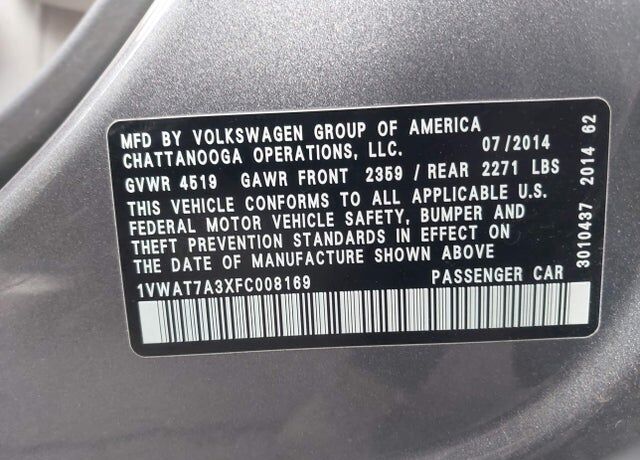 MFD BY VOLKSWAGEN GROUP OF AMERICA
CHATTANOOGA OPERATIONS, LLC. 07/2014
GVWR 4519 GAWR FRONT 2359 / REAR 2271 LBS
THIS VEHICLE CONFORMS TO ALL APPLICABLE U.S.
FEDERAL MOTOR VEHICLE SAFETY, BUMPER AND
THEFT PREVENTION STANDARDS IN EFFECT ON
THE DATE OF MANUFACTURE SHOWN ABOVE
1VWAT7A3XFC008169 PASSENGER CAR
3010437 2014 62